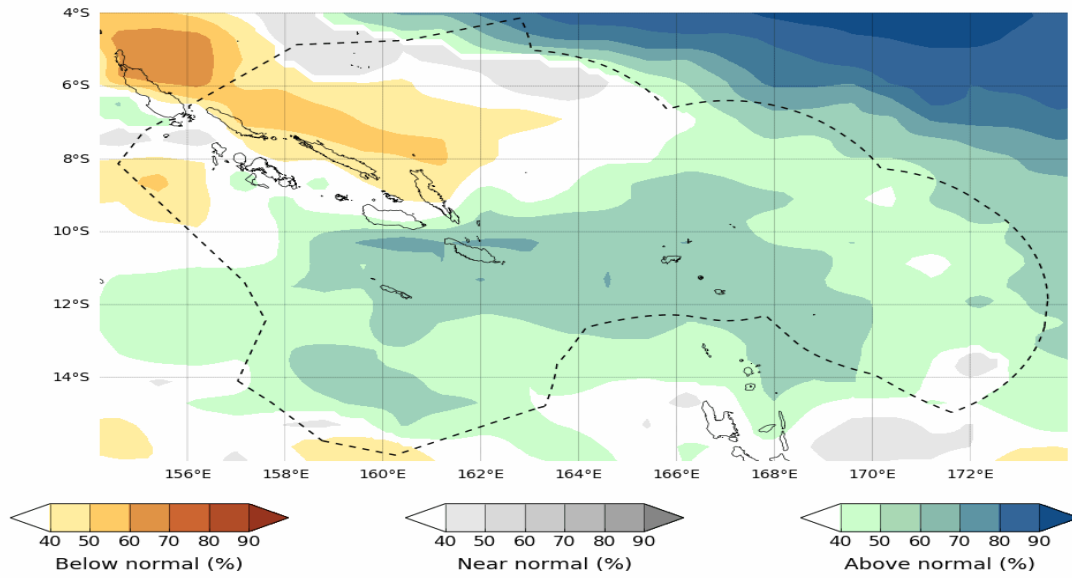 4°S
6°S
8°S
10°S
12°S
14°S
156°E 158°E 160°E 162°E 164°E 166°E 168°E 170°E 172°E
40 50 60 70 80 90 40 50 60 70 80 90 40 50 60 70 80 90
Below normal (%) Near normal (%) Above normal (%)